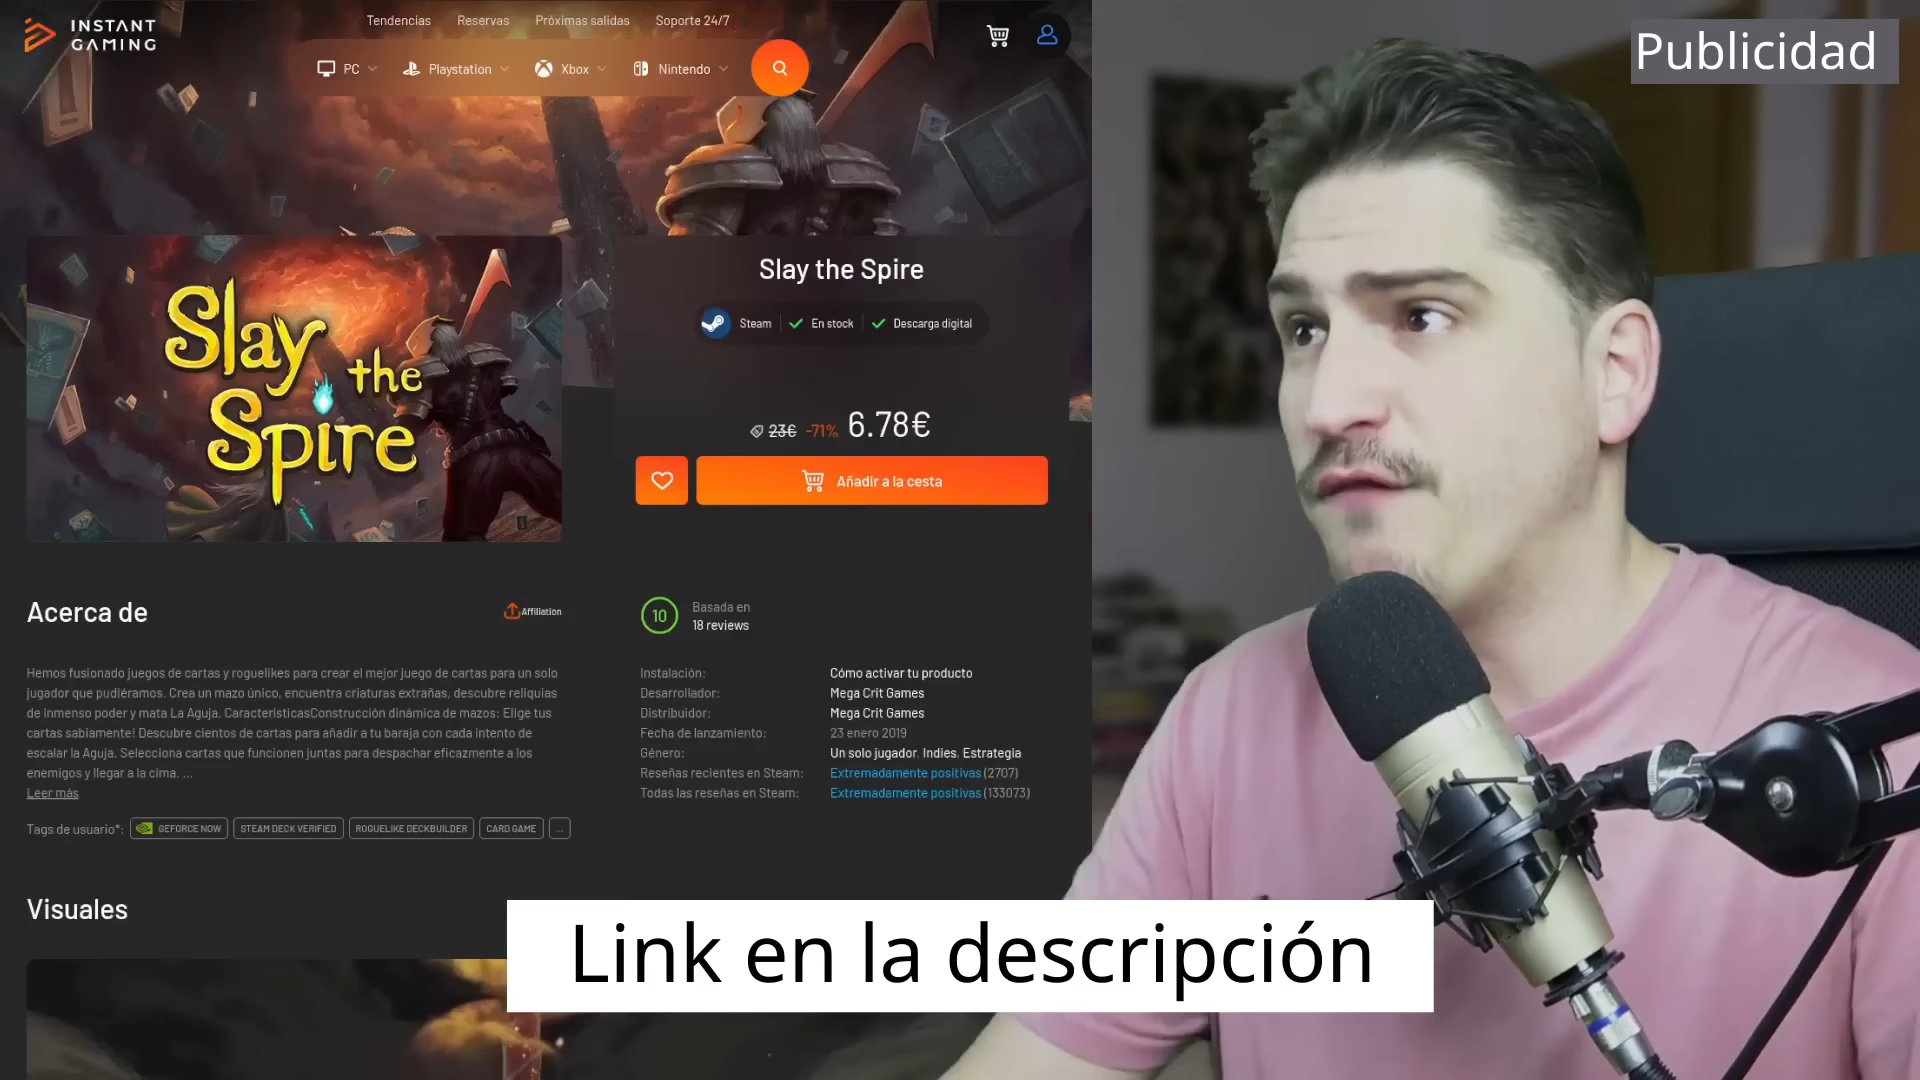 INSTANT
GAMING
Tendencias Reservas Próximas salidas Soporte 24/7
PC Playstation Xbox Nintendo
Publicidad
Slay the Spire
Slay the Spire
Steam En stock Descarga digital
23€ -71% 6.78€
Añadir a la cesta
Acerca de
Affiliation
10
Basada en
18 reviews
Hemos fusionado juegos de cartas y roguelikes para crear el mejor juego de cartas para un solo
jugador que pudiéramos. Crea un mazo único, encuentra criaturas extrañas, descubre reliquias
de inmenso poder y mata La Aguja. CaracterísticasConstrucción dinámica de mazos: Elige tus
cartas sabiamente! Descubre cientos de cartas para añadir a tu baraja con cada intento de
escalar la Aguja. Selecciona cartas que funcionen juntas para despachar eficazmente a los
enemigos y llegar a la cima. ...
Leer más
Tags de usuario*: GEFORCE NOW STEAM DECK VERIFIED ROGUELIKE DECKBUILDER CARD GAME ...
Instalación: Cómo activar tu producto
Desarrollador: Mega Crit Games
Distribuidor: Mega Crit Games
Fecha de lanzamiento: 23 enero 2019
Género: Un solo jugador, Indies, Estrategia
Reseñas recientes en Steam: Extremadamente positivas (2707)
Todas las reseñas en Steam: Extremadamente positivas (133073)
Visuales
Link en la descripción